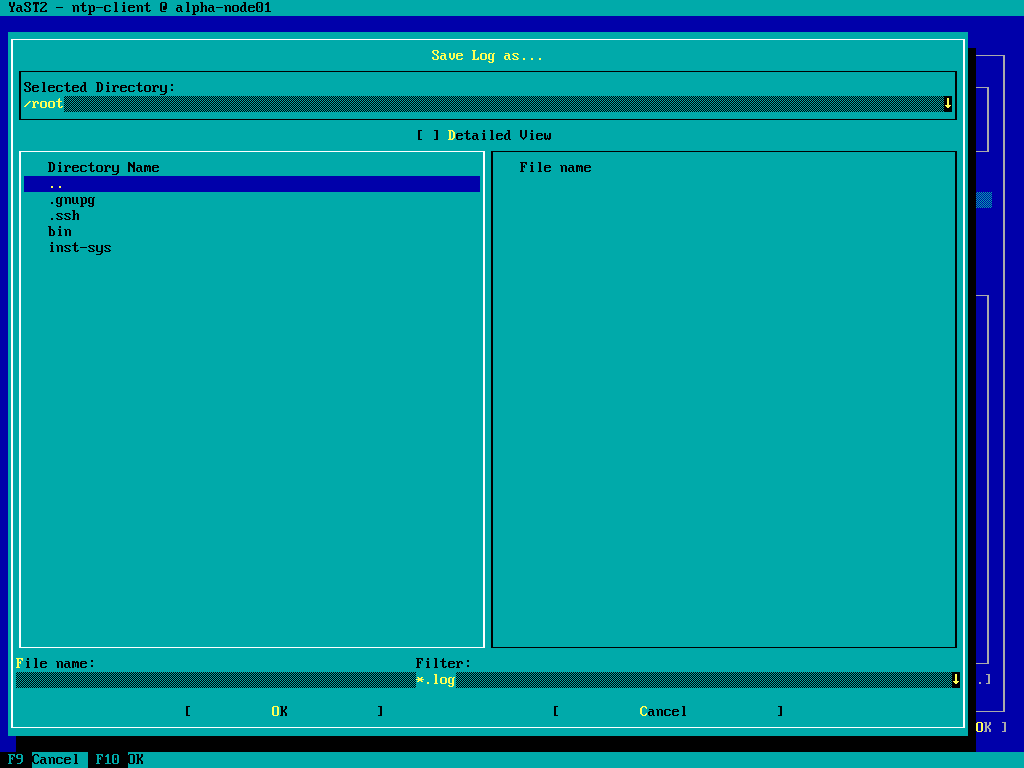 YaST2 - ntp-client @ alpha-node01
Save Log as...
Selected Directory:
/root ↓
[ ] Detailed View
Directory Name
..
.gnupg
.ssh
bin
inst-sys
File name
File name:
Filter:
*.log ↓
.]
[ OK ] [ Cancel ]
OK ]
F9 Cancel F10 OK